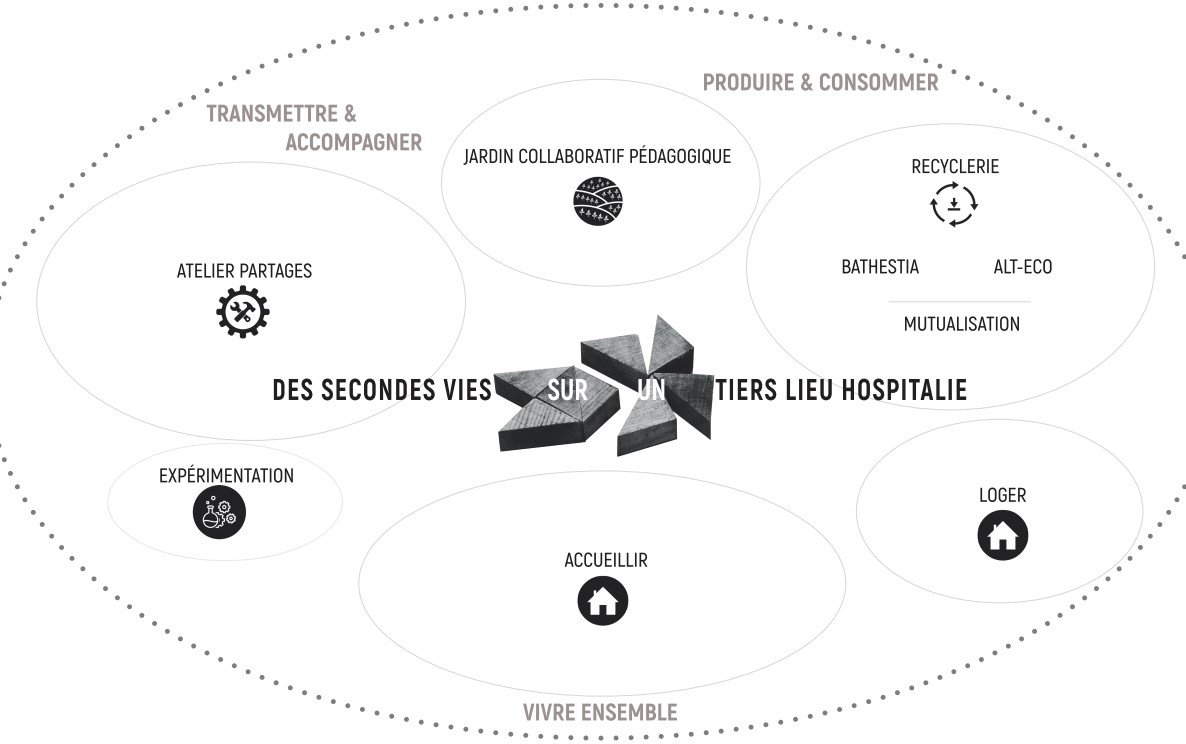 PRODUIRE & CONSOMMER
TRANSMETTRE &
ACCOMPAGNER
JARDIN COLLABORATIF PÉDAGOGIQUE
RECYCLERIE
BATHESTIA ALT-ECO
MUTUALISATION
ATELIER PARTAGES
DES SECONDES VIES SUR UN TIERS LIEU HOSPITALIE
EXPÉRIMENTATION
LOGER
ACCUEILLIR
VIVRE ENSEMBLE